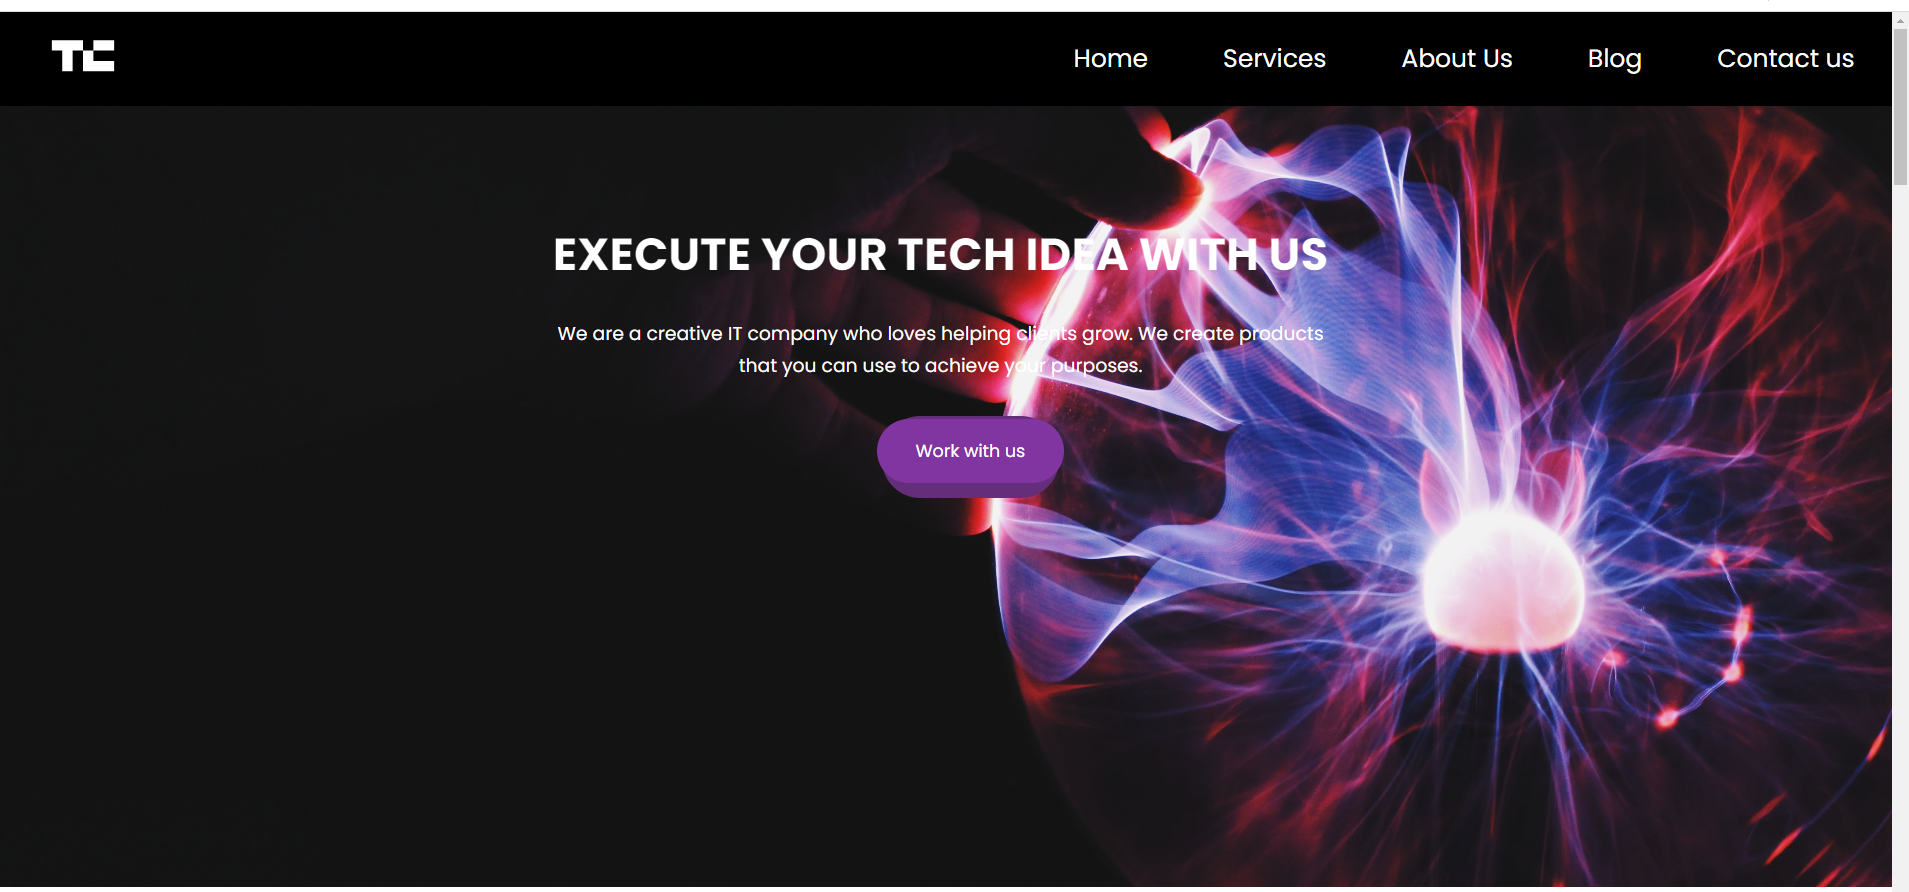 TC
Home
Services
About Us
Blog
Contact us
EXECUTE YOUR TECH IDEA WITH US
We are a creative IT company who loves helping clients grow. We create products
that you can use to achieve your purposes.
Work with us